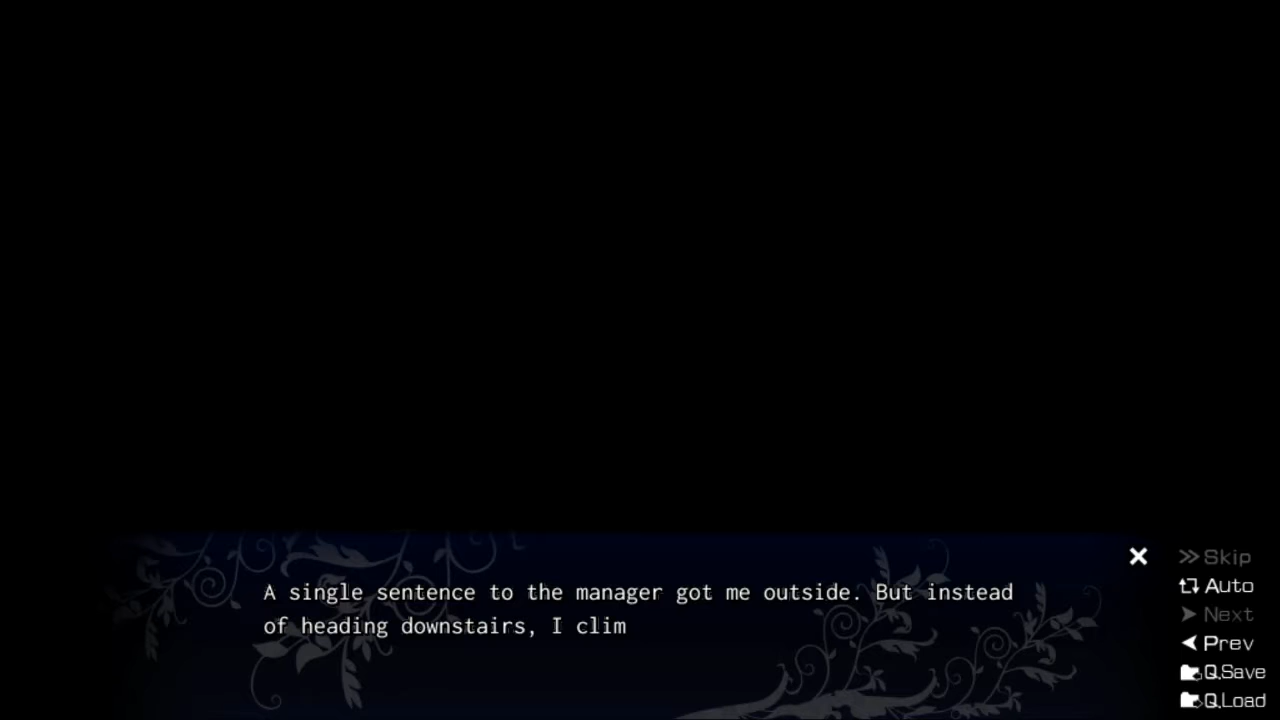 A single sentence to the manager got me outside. But instead
of heading downstairs, I clim
Skip
Auto
Next
Prev
Q.Save
Q.Load